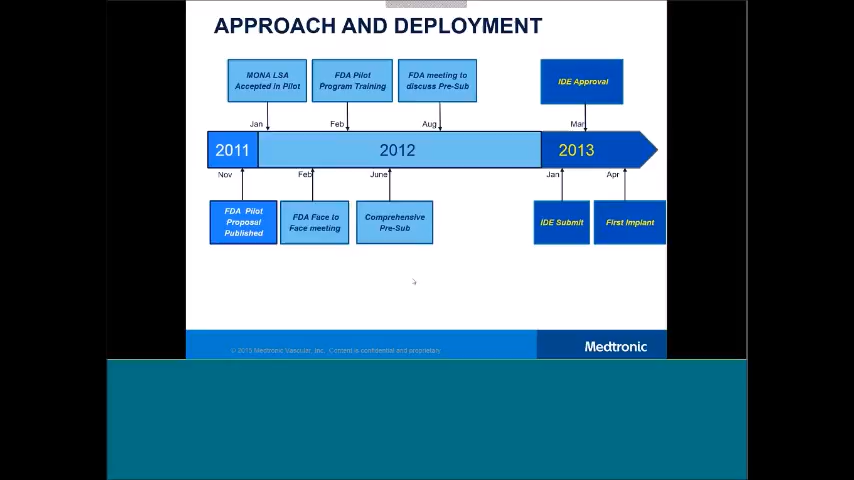 APPROACH AND DEPLOYMENT
MONA LSA
Accepted in Pilot
FDA Pilot
Program Training
FDA meeting to
discuss Pre-Sub
IDE Approval
Jan
Feb
Aug
Mar
2011
2012
2013
Nov
Feb
June
Jan
Apr
FDA Pilot
Proposal
Published
FDA Face to
Face meeting
Comprehensive
Pre-Sub
IDE Submit
First Implant
© 2013 Medtronic Vascular, Inc. Content is confidential and proprietary
Medtronic